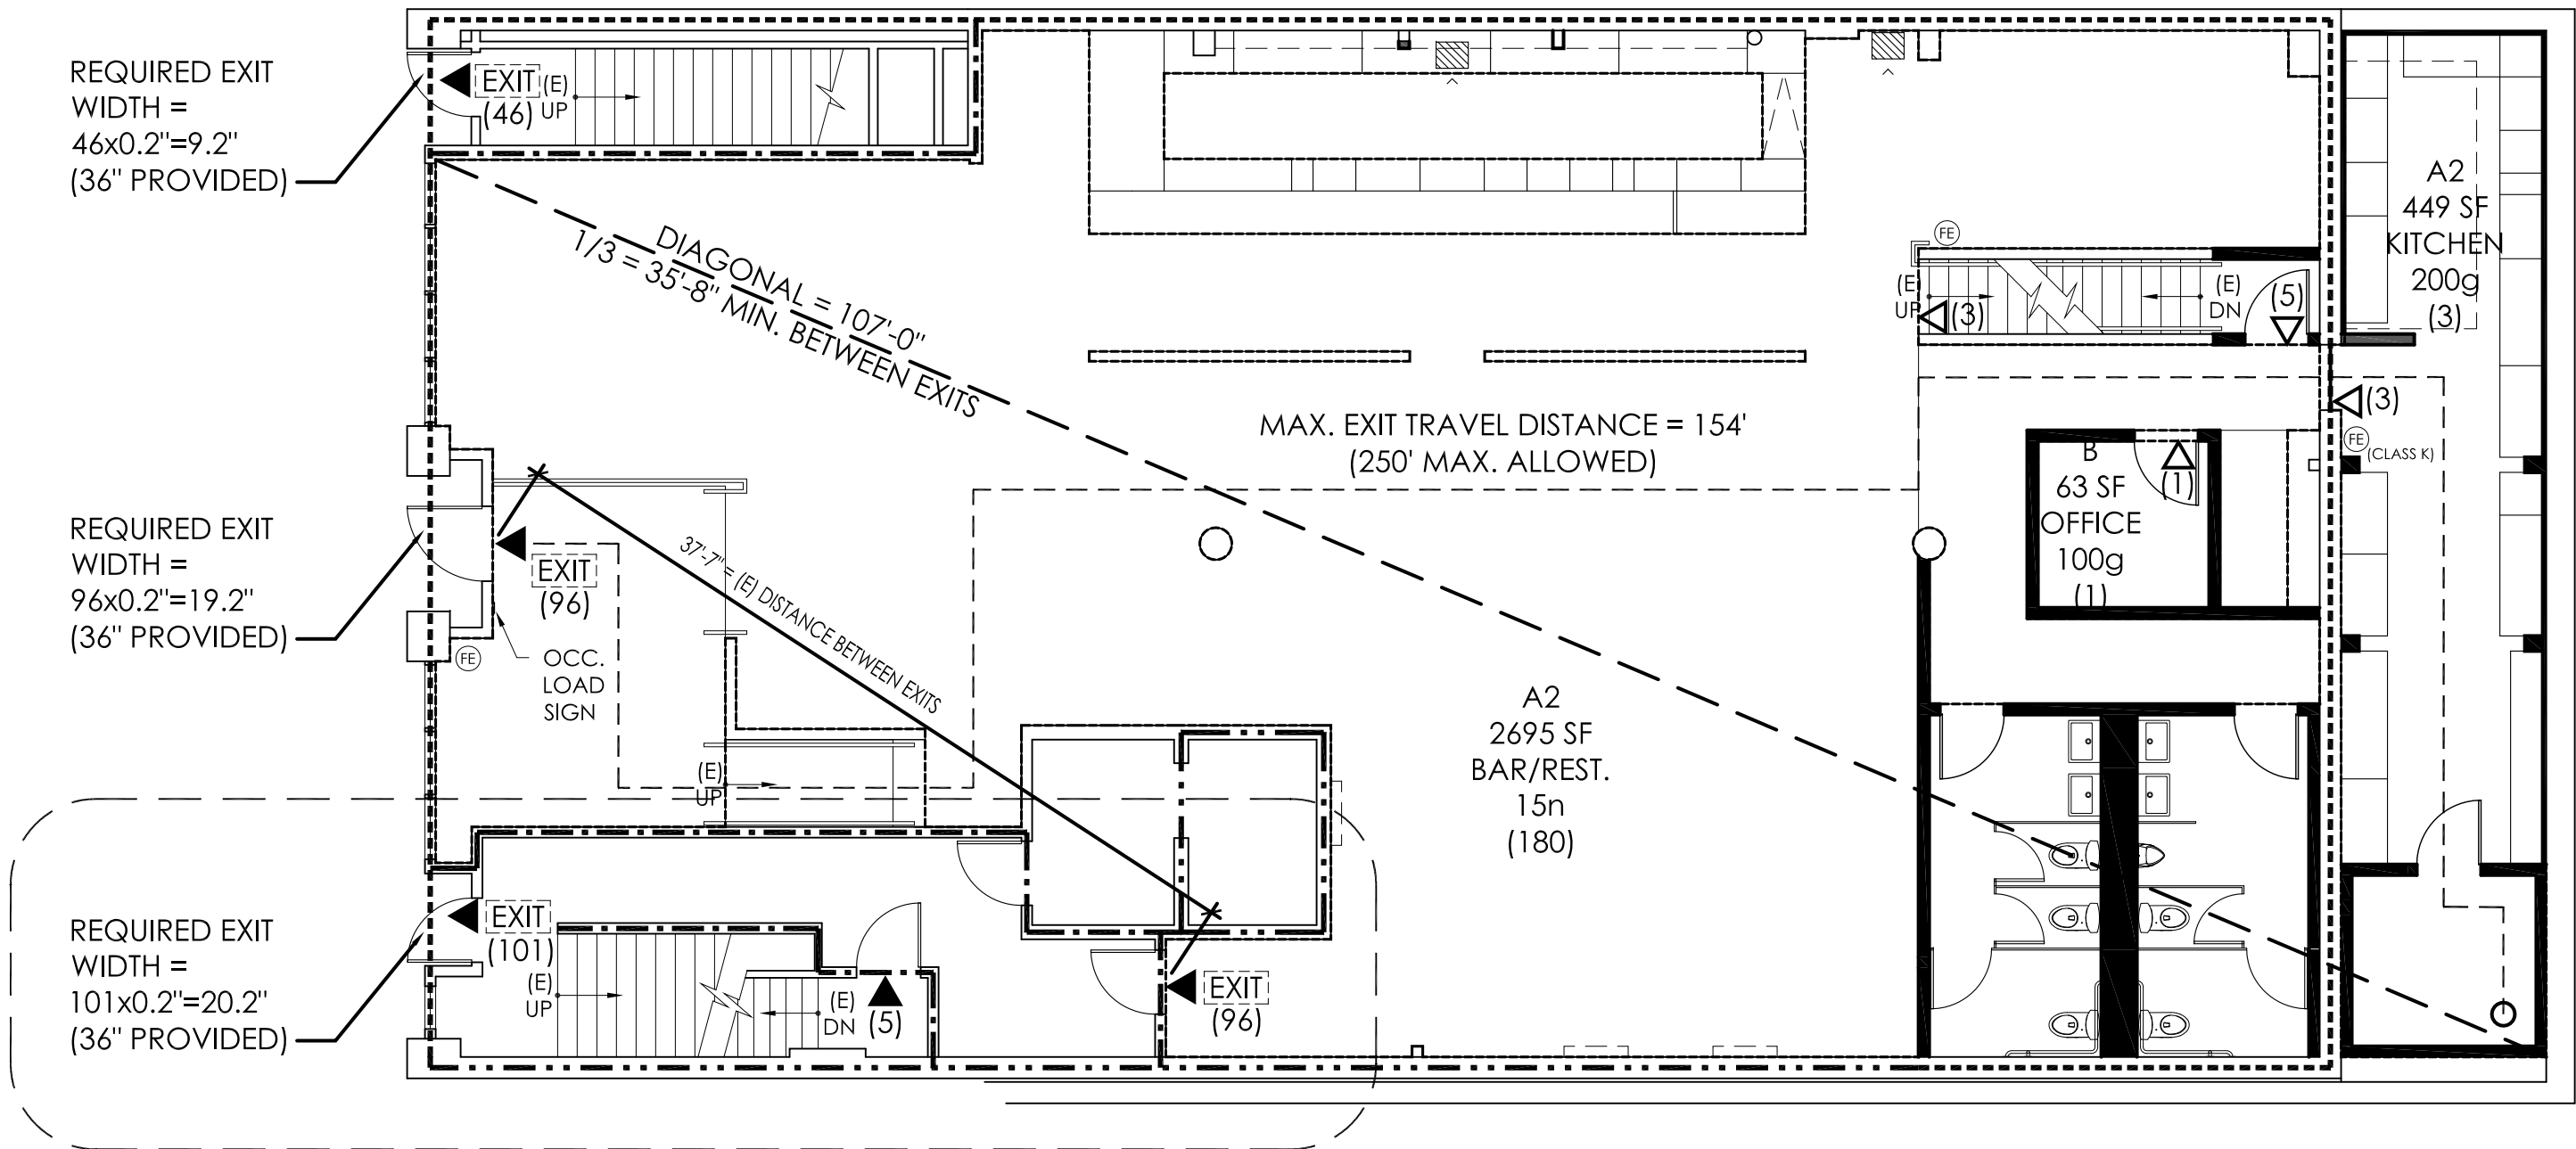 REQUIRED EXIT
WIDTH =
46x0.2"=9.2"
(36" PROVIDED)
EXIT
(46)
(E)
UP
DIAGONAL = 107'-0"
1/3 = 35'-8" MIN. BETWEEN EXITS
MAX. EXIT TRAVEL DISTANCE = 154'
(250' MAX. ALLOWED)
FE
(E)
UP
(3)
(E)
DN
(5)
A2
449 SF
KITCHEN
200g
(3)
(3)
FE
(CLASS K)
B
63 SF
OFFICE
100g
(1)
(1)
REQUIRED EXIT
WIDTH =
96x0.2"=19.2"
(36" PROVIDED)
EXIT
(96)
FE
OCC.
LOAD
SIGN
37'-7" = (E) DISTANCE BETWEEN EXITS
(E)
UP
A2
2695 SF
BAR/REST.
15n
(180)
REQUIRED EXIT
WIDTH =
101x0.2"=20.2"
(36" PROVIDED)
EXIT
(101)
(E)
UP
(E)
DN
(5)
EXIT
(96)